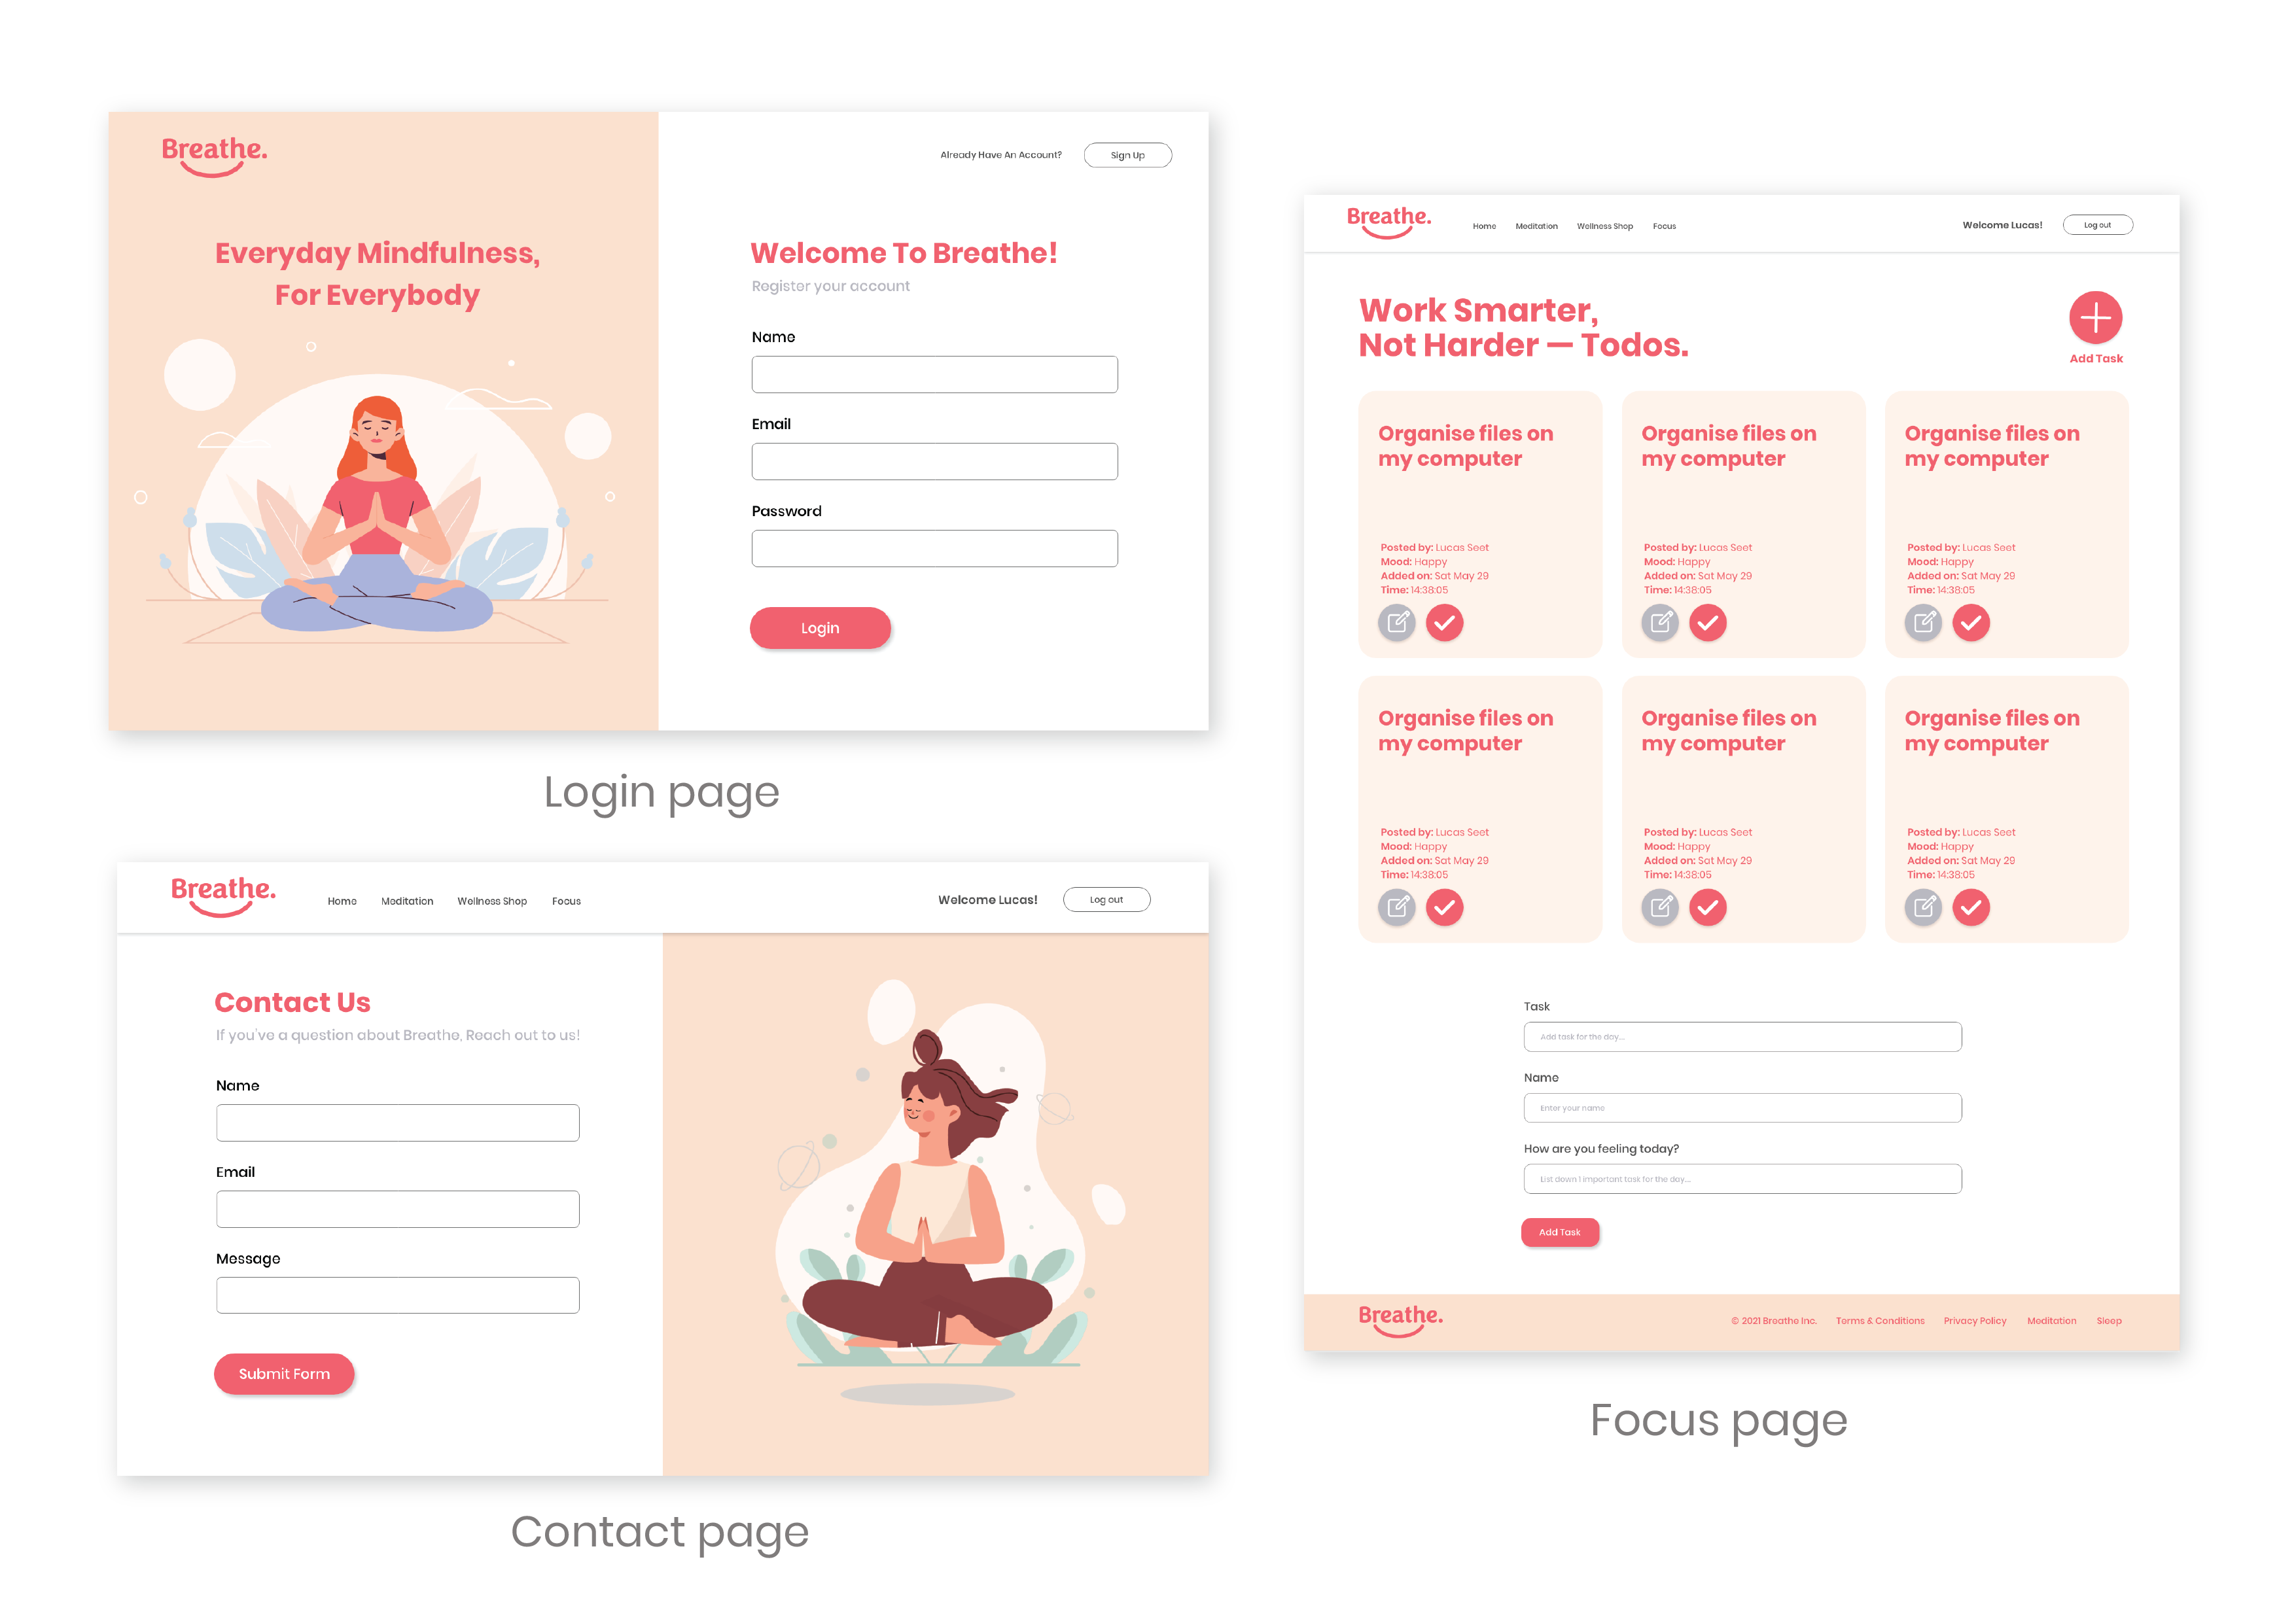 Breathe.
Already Have An Account?
Sign Up
Everyday Mindfulness,
For Everybody
Welcome To Breathe!
Register your account
Name
Email
Password
Login
Login page
Breathe.
Home Meditation Wellness Shop Focus
Welcome Lucas!
Log out
Contact Us
If you've a question about Breathe, Reach out to us!
Name
Email
Message
Submit Form
Contact page
Breathe.
Home Meditation Wellness Shop Focus
Welcome Lucas!
Log out
Work Smarter,
Not Harder — Todos.
Add Task
Organise files on
my computer
Posted by: Lucas Seet
Mood: Happy
Added on: Sat May 29
Time: 14:38:05
Organise files on
my computer
Posted by: Lucas Seet
Mood: Happy
Added on: Sat May 29
Time: 14:38:05
Organise files on
my computer
Posted by: Lucas Seet
Mood: Happy
Added on: Sat May 29
Time: 14:38:05
Organise files on
my computer
Posted by: Lucas Seet
Mood: Happy
Added on: Sat May 29
Time: 14:38:05
Organise files on
my computer
Posted by: Lucas Seet
Mood: Happy
Added on: Sat May 29
Time: 14:38:05
Organise files on
my computer
Posted by: Lucas Seet
Mood: Happy
Added on: Sat May 29
Time: 14:38:05
Task
Add task for the day...
Name
Enter your name
How are you feeling today?
List down 1 important task for the day...
Add Task
Breathe.
© 2021 Breathe Inc. Terms & Conditions Privacy Policy Meditation Sleep
Focus page